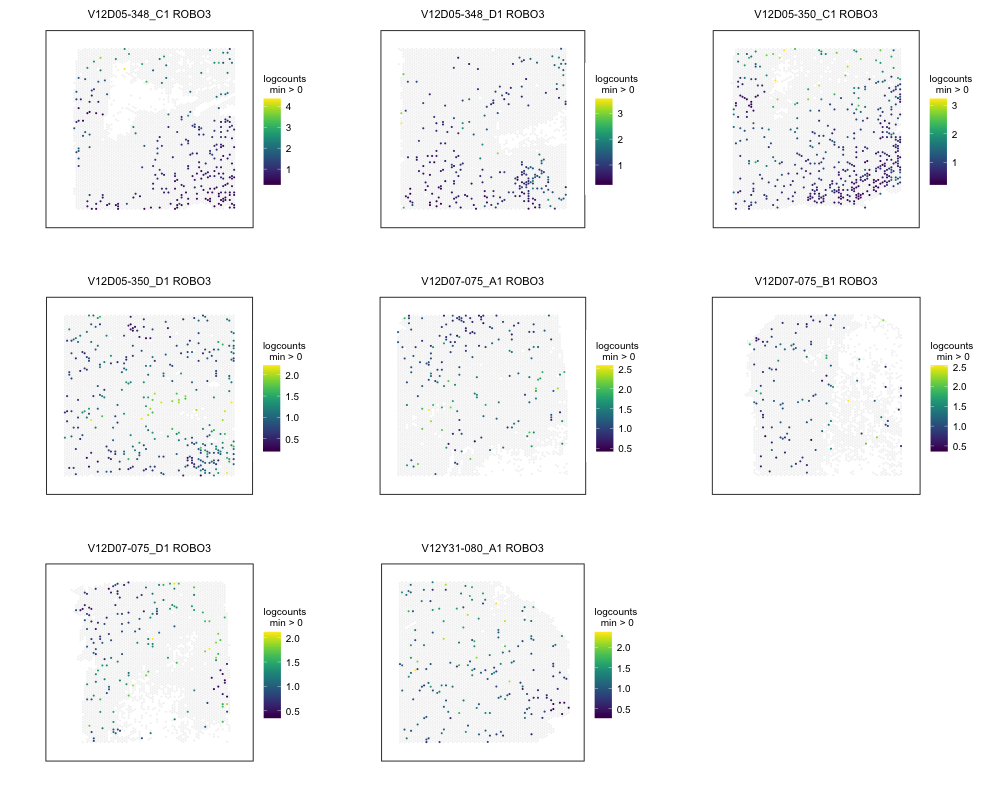 V12D05-348_C1 ROBO3
logcounts
min > 0
4
3
2
1
V12D05-348_D1 ROBO3
logcounts
min > 0
3
2
1
V12D05-350_C1 ROBO3
logcounts
min > 0
3
2
1
V12D05-350_D1 ROBO3
logcounts
min > 0
2.0
1.5
1.0
0.5
V12D07-075_A1 ROBO3
logcounts
min > 0
2.5
2.0
1.5
1.0
0.5
V12D07-075_B1 ROBO3
logcounts
min > 0
2.5
2.0
1.5
1.0
0.5
V12D07-075_D1 ROBO3
logcounts
min > 0
2.0
1.5
1.0
0.5
V12Y31-080_A1 ROBO3
logcounts
min > 0
2.0
1.5
1.0
0.5